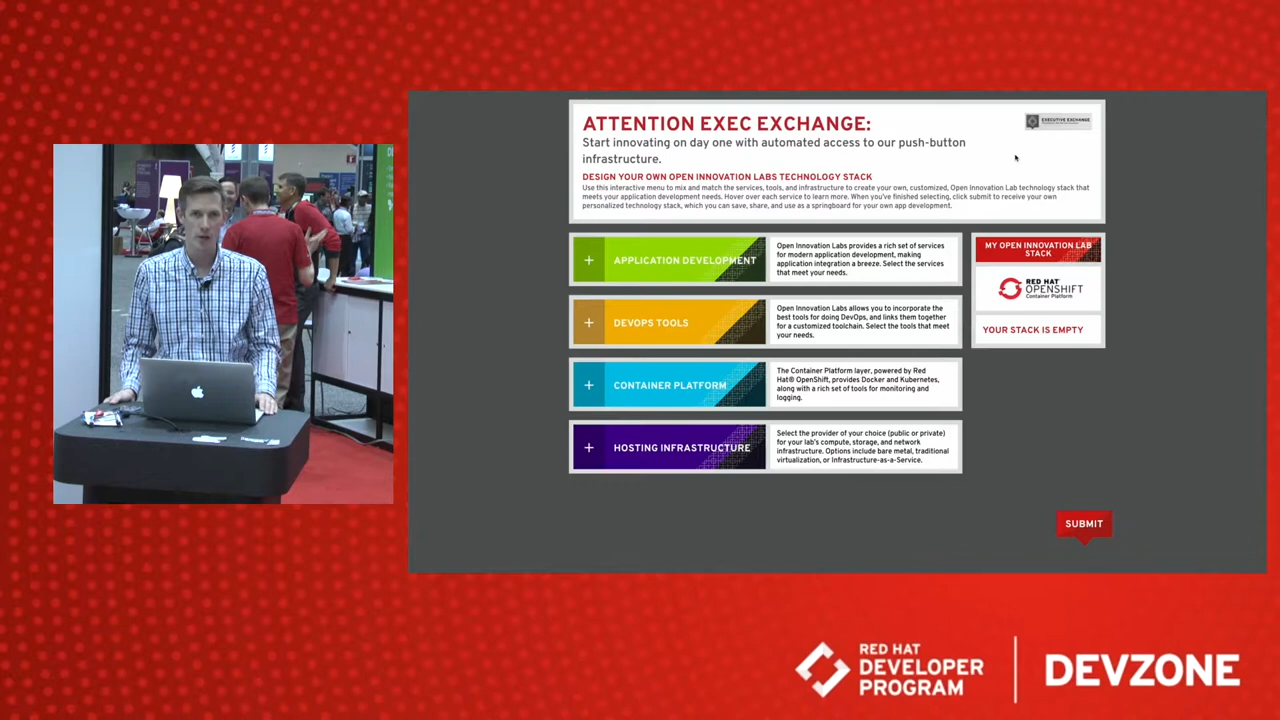 ATTENTION EXEC EXCHANGE:
Start innovating on day one with automated access to our push-button
infrastructure.
EXECUTIVE EXCHANGE
DESIGN YOUR OWN OPEN INNOVATION LABS TECHNOLOGY STACK
Use this interactive menu to mix and match the services, tools, and infrastructure to create your own, customized, Open Innovation Lab technology stack that
meets your application development needs. Hover over each service to learn more. When you've finished selecting, click submit to receive your own
personalized technology stack, which you can save, share, and use as a springboard for your own app development.
+ APPLICATION DEVELOPMENT
Open Innovation Labs provides a rich set of services
for modern application development, making
application integration a breeze. Select the services
that meet your needs.
+ DEVOPS TOOLS
Open Innovation Labs allows you to incorporate the
best tools for doing DevOps, and links them together
for a customized toolchain. Select the tools that meet
your needs.
+ CONTAINER PLATFORM
The Container Platform layer, powered by Red
Hat® OpenShift, provides Docker and Kubernetes,
along with a rich set of tools for monitoring and
logging.
+ HOSTING INFRASTRUCTURE
Select the provider of your choice (public or private)
for your lab's compute, storage, and network
infrastructure. Options include bare metal, traditional
virtualization, or Infrastructure-as-a-Service.
MY OPEN INNOVATION LAB
STACK
RED HAT®
OPENSHIFT
Container Platform
YOUR STACK IS EMPTY
SUBMIT
RED HAT
DEVELOPER
PROGRAM
DEVZONE